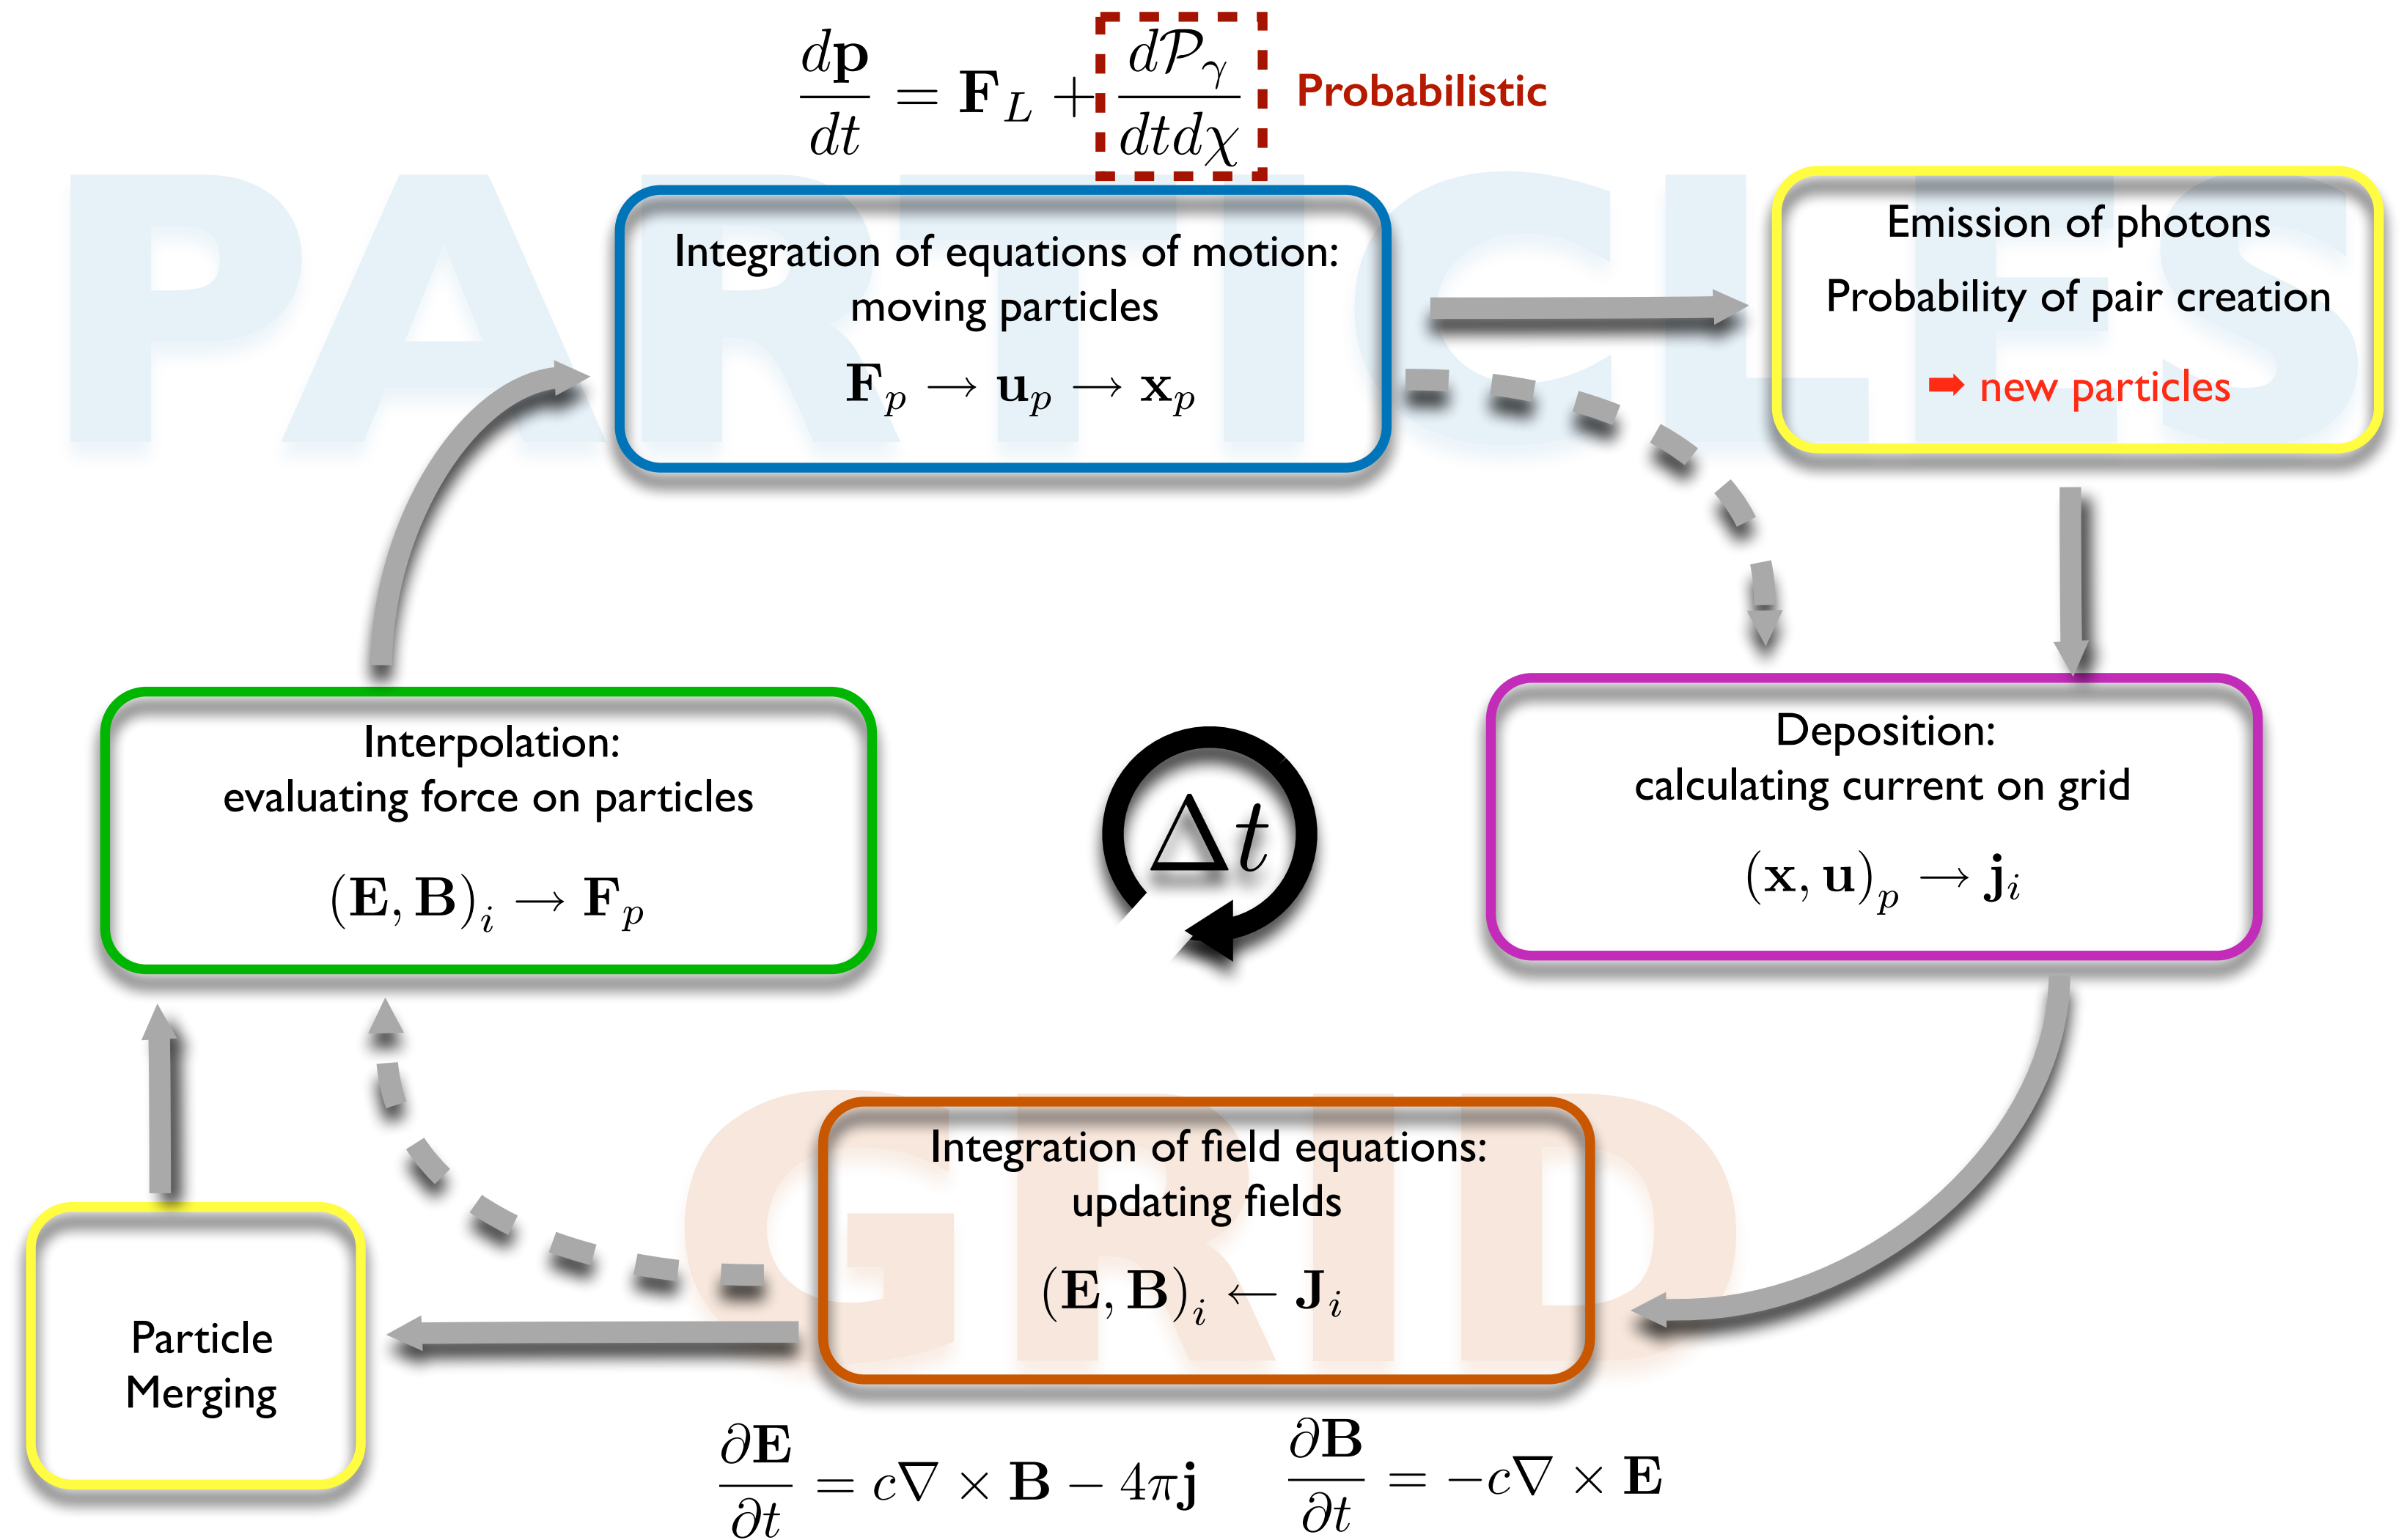 dp/dt = F_L + d𝒫_γ/dtdχ Probabilistic
PARTICLES
Integration of equations of motion:
moving particles
F_p → u_p → x_p
Emission of photons
Probability of pair creation
➡ new particles
Interpolation:
evaluating force on particles
(E, B)_i → F_p
Δt
Deposition:
calculating current on grid
(x, u)_p → j_i
GRID
Integration of field equations:
updating fields
(E, B)_i ← J_i
Particle
Merging
∂E/∂t = c∇ × B − 4πj ∂B/∂t = −c∇ × E